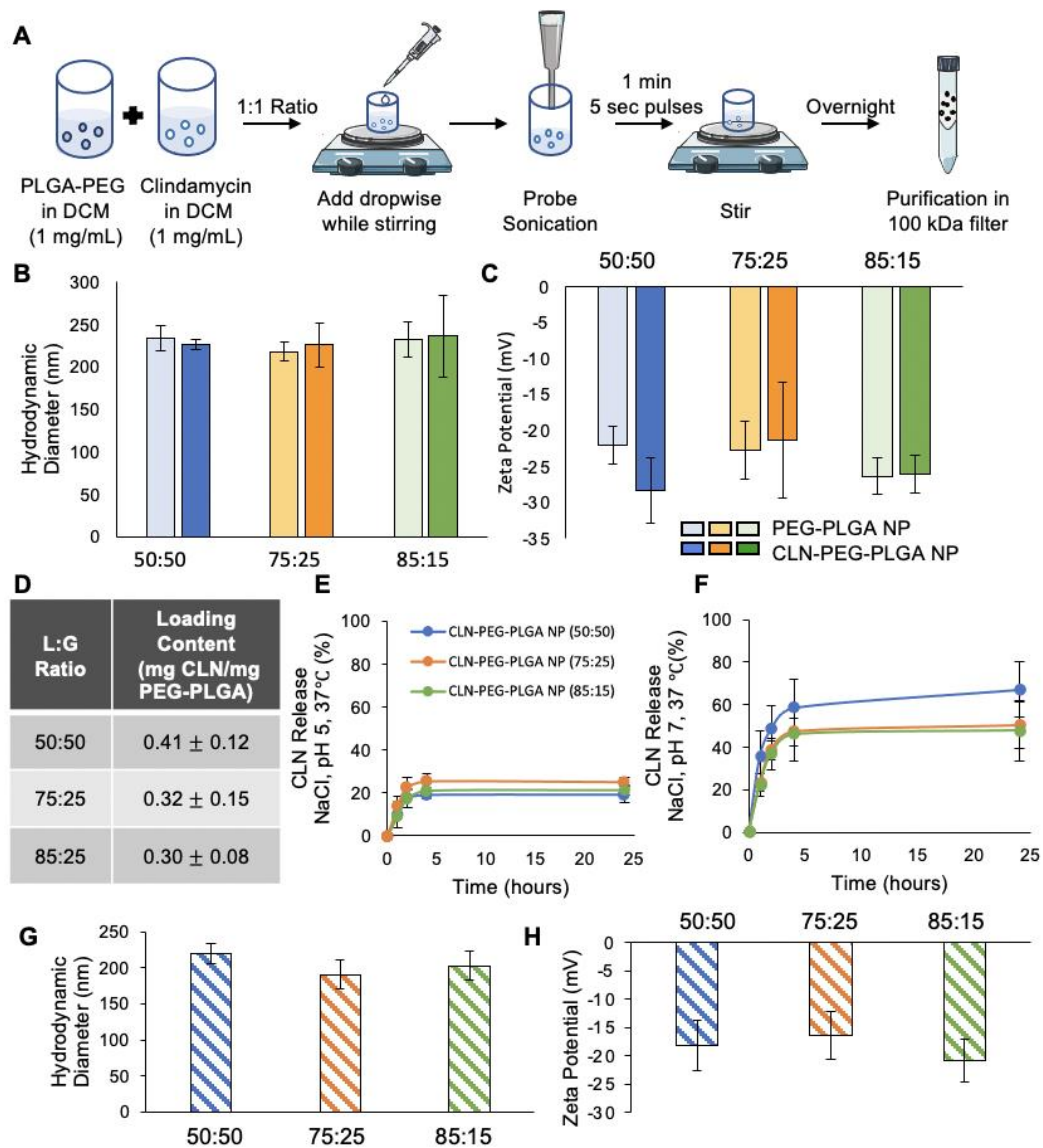 A
1:1 Ratio
1 min
5 sec pulses
Overnight
PLGA-PEG
in DCM
(1 mg/mL)
Clindamycin
in DCM
(1 mg/mL)
Add dropwise
while stirring
Probe
Sonication
Stir
Purification in
100 kDa filter
B
300
250
200
150
100
50
0
Hydrodynamic
Diameter (nm)
50:50
75:25
85:15
C
50:50
75:25
85:15
0
-5
-10
-15
-20
-25
-30
-35
Zeta Potential (mV)
PEG-PLGA NP
CLN-PEG-PLGA NP
D
L:G
Ratio
Loading
Content
(mg CLN/mg
PEG-PLGA)
50:50
0.41 ± 0.12
75:25
0.32 ± 0.15
85:25
0.30 ± 0.08
E
100
80
60
40
20
0
CLN Release
NaCl, pH 5, 37 °C (%)
CLN-PEG-PLGA NP (50:50)
CLN-PEG-PLGA NP (75:25)
CLN-PEG-PLGA NP (85:15)
0
5
10
15
20
25
Time (hours)
F
100
80
60
40
20
0
CLN Release
NaCl, pH 7, 37 °C(%)
0
5
10
15
20
25
Time (hours)
G
250
200
150
100
50
0
Hydrodynamic
Diameter (nm)
50:50
75:25
85:15
H
50:50
75:25
85:15
0
-5
-10
-15
-20
-25
-30
Zeta Potential (mV)